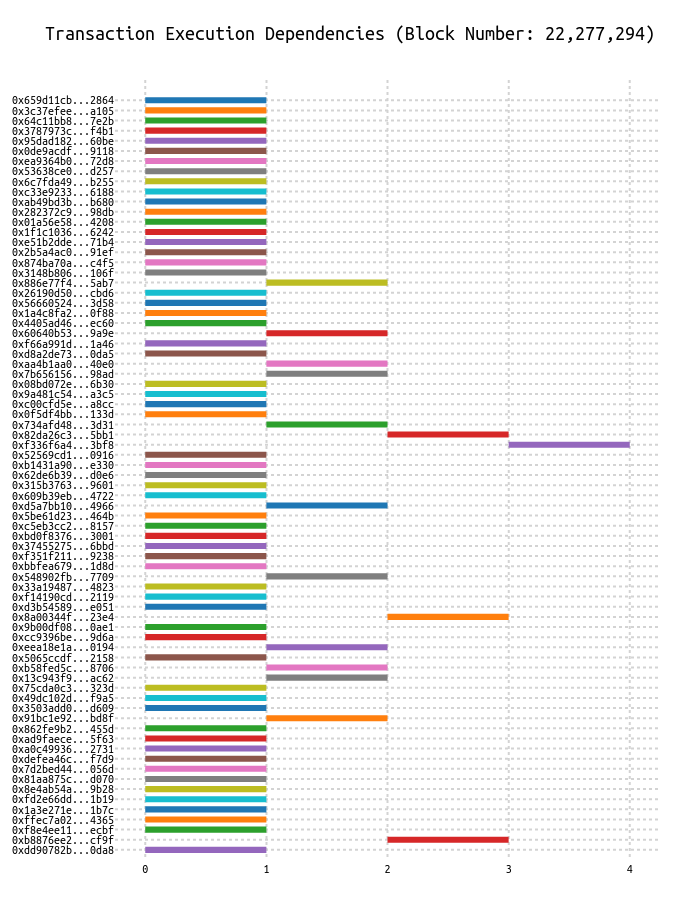 Transaction Execution Dependencies (Block Number: 22,277,294)
0x659d11cb...2864
0x3c37efee...a105
0x64c11bb8...7e2b
0x3787973c...f4b1
0x95dad182...60be
0x0de9acdf...9118
0xea9364b0...72d8
0x53638ce0...d257
0x6c7fda49...b255
0xc33e9233...6188
0xab49bd3b...b680
0x282372c9...98db
0x01a56e58...4208
0x1f1c1036...6242
0xe51b2dde...71b4
0x2b5a4ac0...91ef
0x874ba70a...c4f5
0x3148b806...106f
0x886e77f4...5ab7
0x26190d50...cbd6
0x56660524...3d58
0x1a4c8fa2...0f88
0x4405ad46...ec60
0x60640b53...9a9e
0xf66a991d...1a46
0xd8a2de73...0da5
0xaa4b1aa0...40e0
0x7b656156...98ad
0x08bd072e...6b30
0x9a481c54...a3c5
0xc00cfd5e...a8cc
0x0f5df4bb...133d
0x734afd48...3d31
0x82da26c3...5bb1
0xf336f6a4...3bf8
0x52569cd1...0916
0xb1431a90...e330
0x62de6b39...d0e6
0x315b3763...9601
0x609b39eb...4722
0xd5a7bb10...4966
0x5be61d23...464b
0xc5eb3cc2...8157
0xbd0f8376...3001
0x37455275...6bbd
0xf351f211...9238
0xbbfea679...1d8d
0x548902fb...7709
0x33a19487...4823
0xf14190cd...2119
0xd3b54589...e051
0x8a00344f...23e4
0x9b00df08...0ae1
0xcc9396be...9d6a
0xeea18e1a...0194
0x5065ccdf...2158
0xb58fed5c...8706
0x13c943f9...ac62
0x75cda0c3...323d
0x49dc102d...f9a5
0x3503add0...d609
0x91bc1e92...bd8f
0x862fe9b2...455d
0xad9faece...5f63
0xa0c49936...2731
0xdefea46c...f7d9
0x7d2bed44...056d
0x81aa875c...d070
0x8e4ab54a...9b28
0xfd2e66dd...1b19
0x1a3e271e...1b7c
0xffec7a02...4365
0xf8e4ee11...ecbf
0xb8876ee2...cf9f
0xdd90782b...0da8
0 1 2 3 4